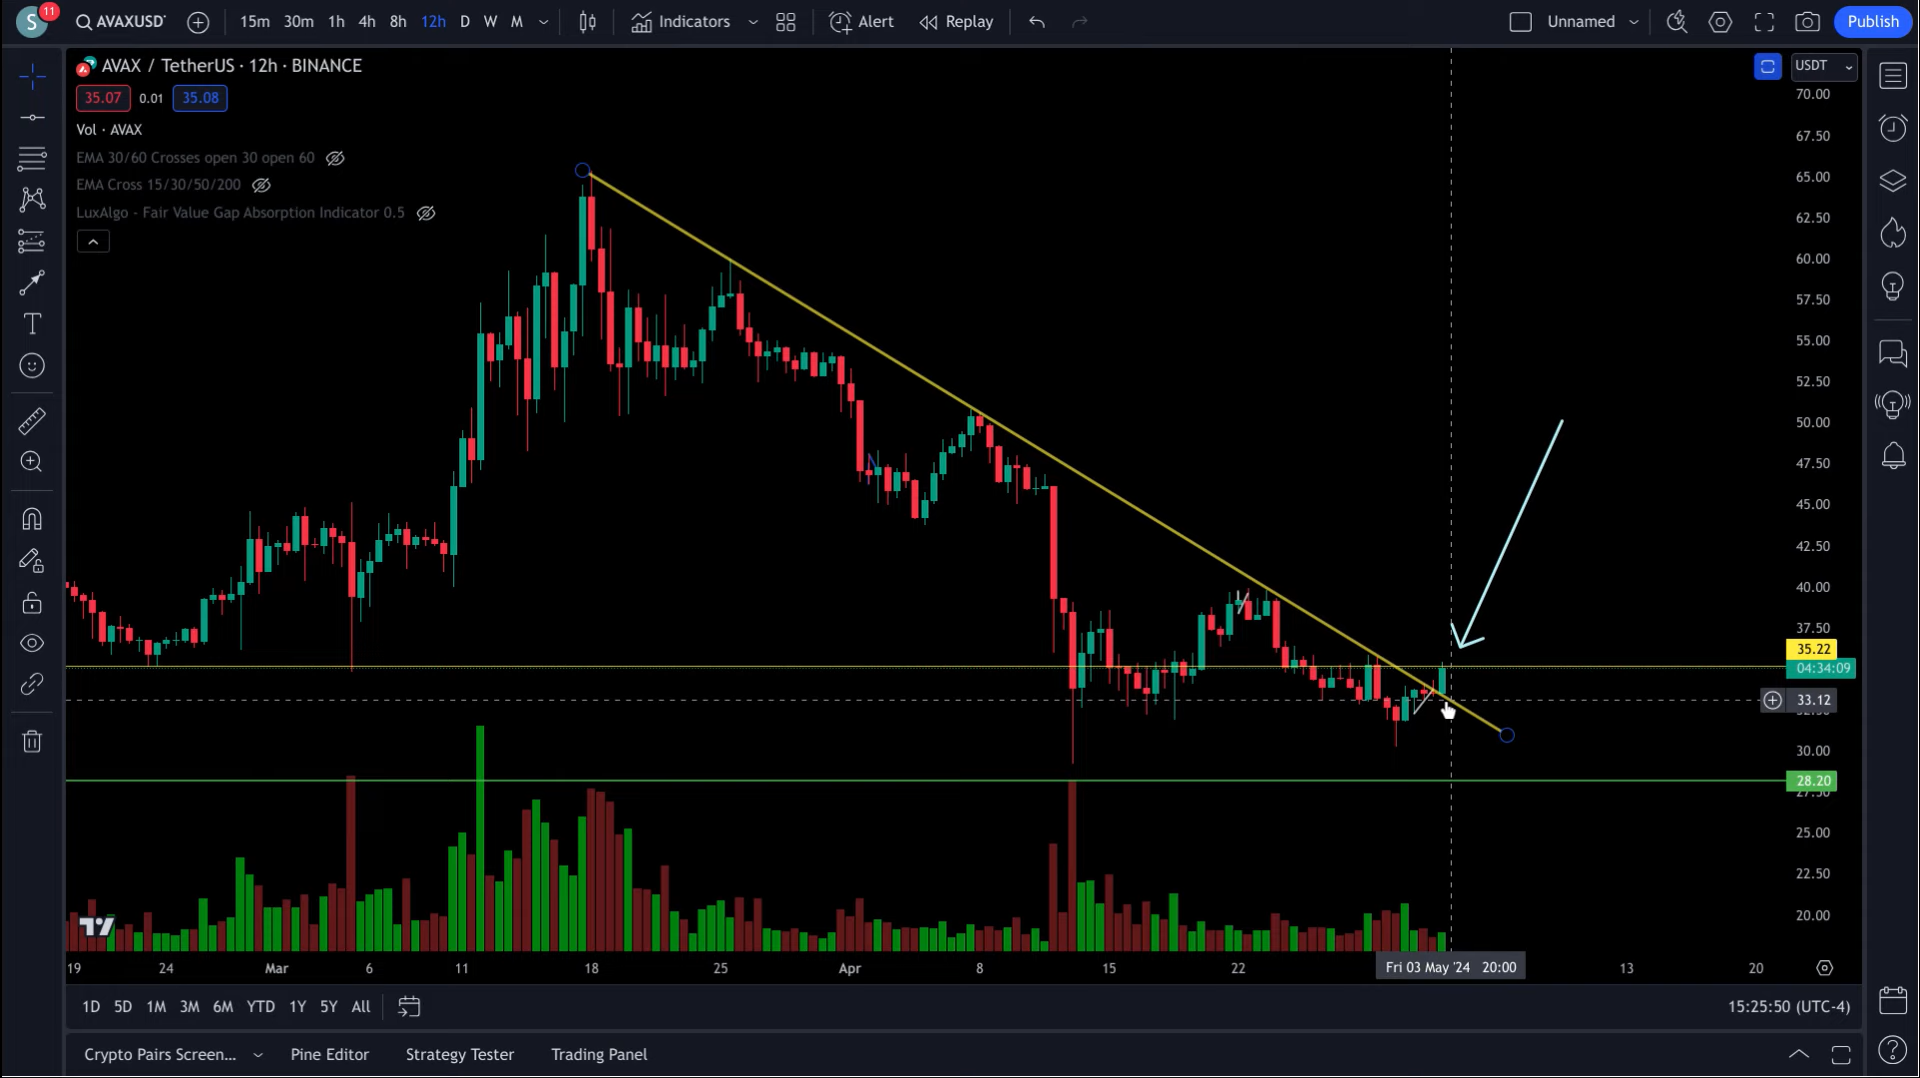 S 11 AVAXUSD 15m 30m 1h 4h 8h 12h D W M Indicators Alert Replay Unnamed Publish
AVAX / TetherUS · 12h · BINANCE
USDT
35.07 0.01 35.08
Vol · AVAX
EMA 30/60 Crosses open 30 open 60
EMA Cross 15/30/50/200
LuxAlgo - Fair Value Gap Absorption Indicator 0.5
70.00
67.50
65.00
62.50
60.00
57.50
55.00
52.50
50.00
47.50
45.00
42.50
40.00
37.50
35.22
04:34:09
33.12
30.00
28.20
27.50
25.00
22.50
20.00
19 24 Mar 6 11 18 25 Apr 8 15 22 Fri 03 May '24 20:00 13 20
1D 5D 1M 3M 6M YTD 1Y 5Y All 15:25:50 (UTC-4)
Crypto Pairs Screen... Pine Editor Strategy Tester Trading Panel